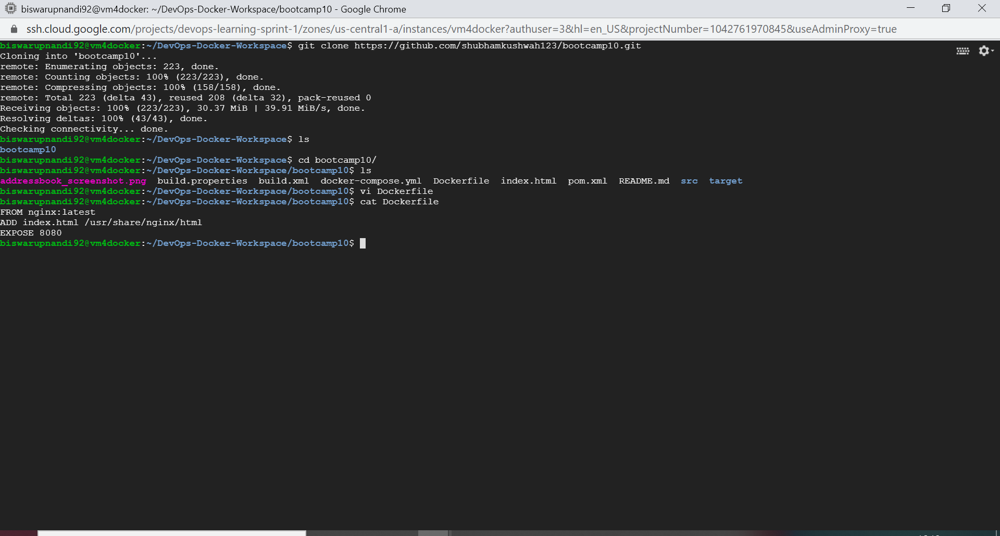 biswarupnandi92@vm4docker: ~/DevOps-Docker-Workspace/bootcamp10 - Google Chrome
ssh.cloud.google.com/projects/devops-learning-sprint-1/zones/us-central1-a/instances/vm4docker?authuser=3&hl=en_US&projectNumber=1042761970845&useAdminProxy=true
biswarupnandi92@vm4docker:~/DevOps-Docker-Workspace$ git clone https://github.com/shubhamkushwah123/bootcamp10.git
Cloning into 'bootcamp10'...
remote: Enumerating objects: 223, done.
remote: Counting objects: 100% (223/223), done.
remote: Compressing objects: 100% (158/158), done.
remote: Total 223 (delta 43), reused 208 (delta 32), pack-reused 0
Receiving objects: 100% (223/223), 30.37 MiB | 39.91 MiB/s, done.
Resolving deltas: 100% (43/43), done.
Checking connectivity... done.
biswarupnandi92@vm4docker:~/DevOps-Docker-Workspace$ ls
bootcamp10
biswarupnandi92@vm4docker:~/DevOps-Docker-Workspace$ cd bootcamp10/
biswarupnandi92@vm4docker:~/DevOps-Docker-Workspace/bootcamp10$ ls
addressbook_screenshot.png  build.properties  build.xml  docker-compose.yml  Dockerfile  index.html  pom.xml  README.md  src  target
biswarupnandi92@vm4docker:~/DevOps-Docker-Workspace/bootcamp10$ vi Dockerfile
biswarupnandi92@vm4docker:~/DevOps-Docker-Workspace/bootcamp10$ cat Dockerfile
FROM nginx:latest
ADD index.html /usr/share/nginx/html
EXPOSE 8080
biswarupnandi92@vm4docker:~/DevOps-Docker-Workspace/bootcamp10$